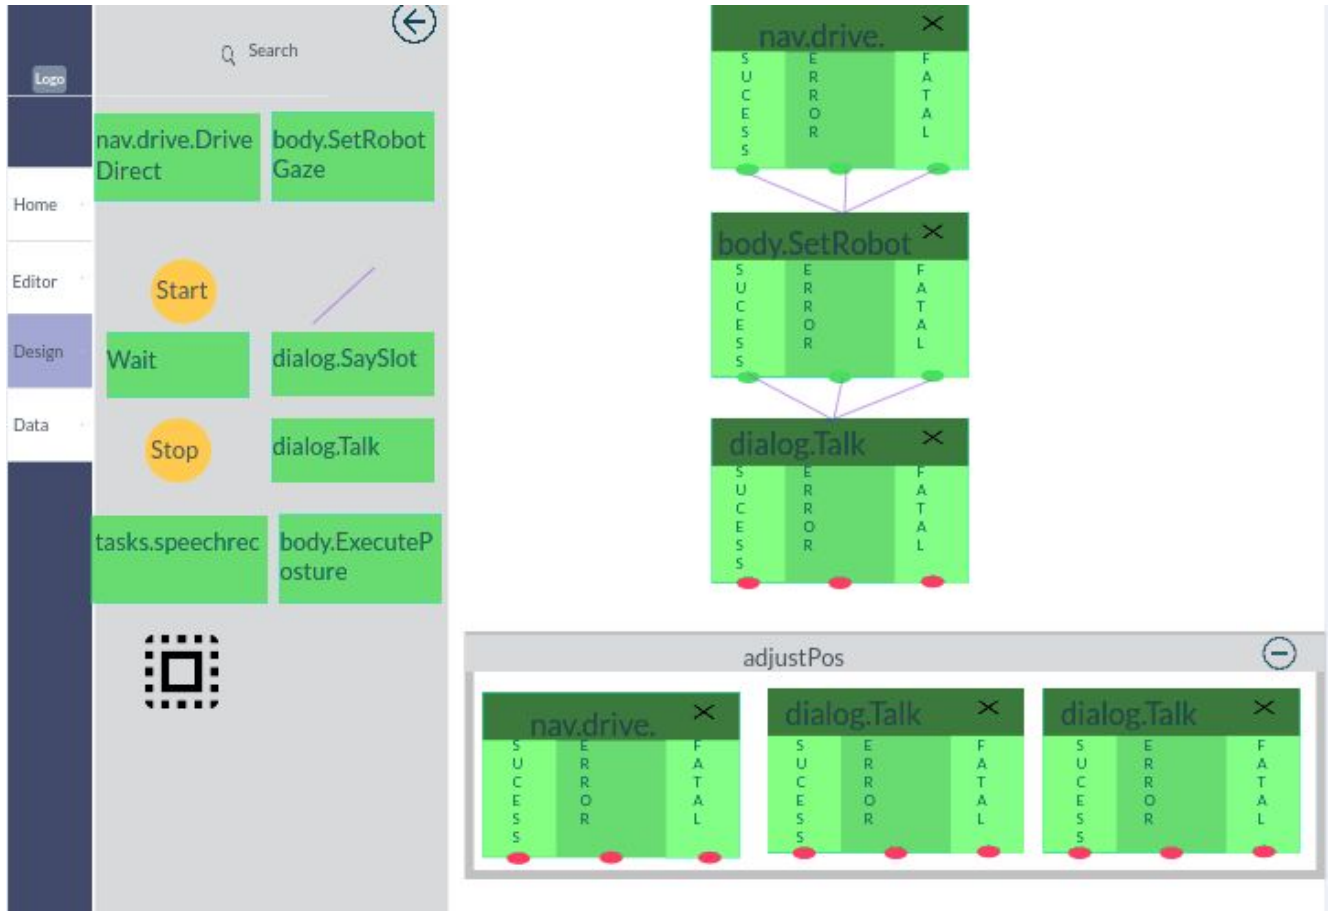 Logo
Search
nav.drive.Drive
Direct
body.SetRobot
Gaze
Home
Editor
Design
Data
Start
Wait
dialog.SaySlot
Stop
dialog.Talk
tasks.speechrec
body.ExecuteP
osture
nav.drive.
SUCESS
ERROR
FATAL
body.SetRobot
SUCESS
ERROR
FATAL
dialog.Talk
SUCESS
ERROR
FATAL
adjustPos
nav.drive.
SUCESS
ERROR
FATAL
dialog.Talk
SUCESS
ERROR
FATAL
dialog.Talk
SUCESS
ERROR
FATAL